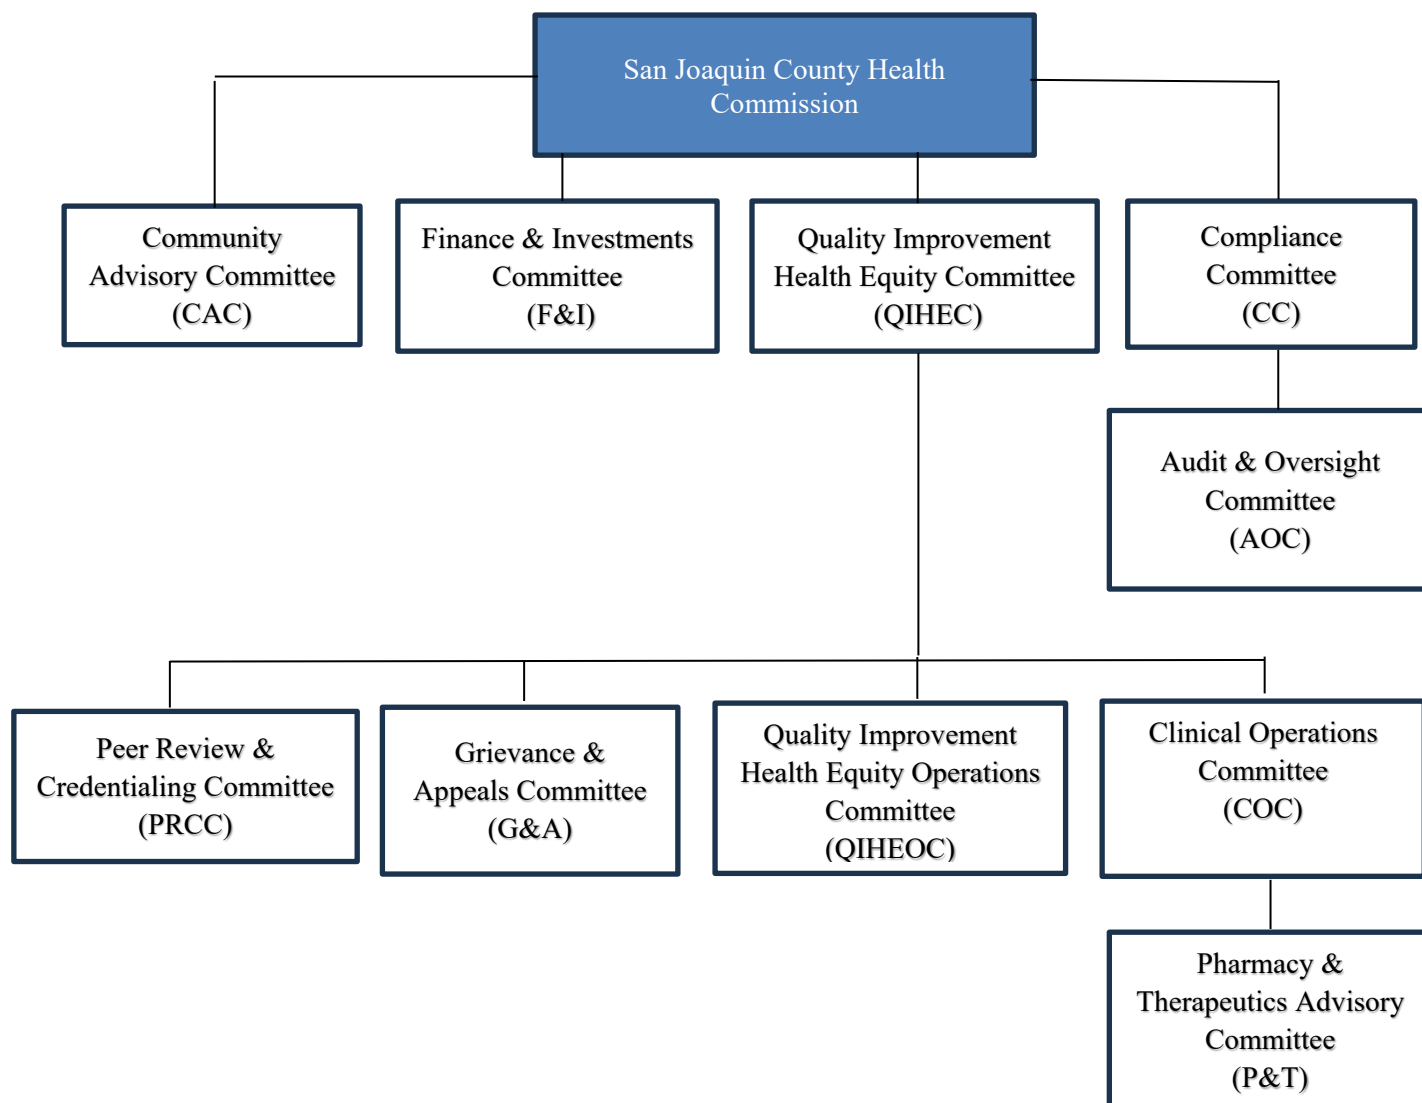 San Joaquin County Health
Commission
Community
Advisory Committee
(CAC)
Finance & Investments
Committee
(F&I)
Quality Improvement
Health Equity Committee
(QIHEC)
Compliance
Committee
(CC)
Audit & Oversight
Committee
(AOC)
Peer Review &
Credentialing Committee
(PRCC)
Grievance &
Appeals Committee
(G&A)
Quality Improvement
Health Equity Operations
Committee
(QIHEOC)
Clinical Operations
Committee
(COC)
Pharmacy &
Therapeutics Advisory
Committee
(P&T)